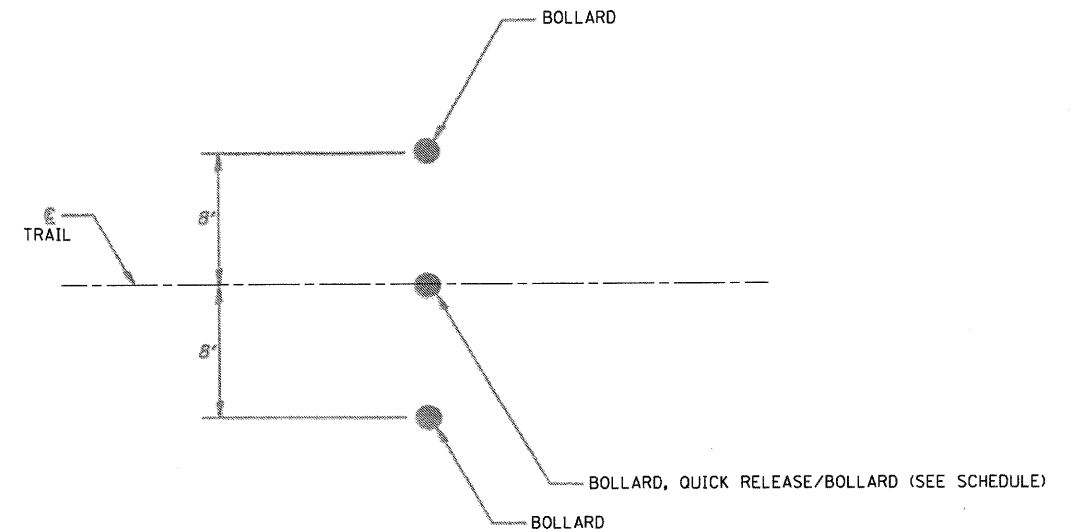 BOLLARD
8'
℄
TRAIL
8'
BOLLARD, QUICK RELEASE/BOLLARD (SEE SCHEDULE)
BOLLARD